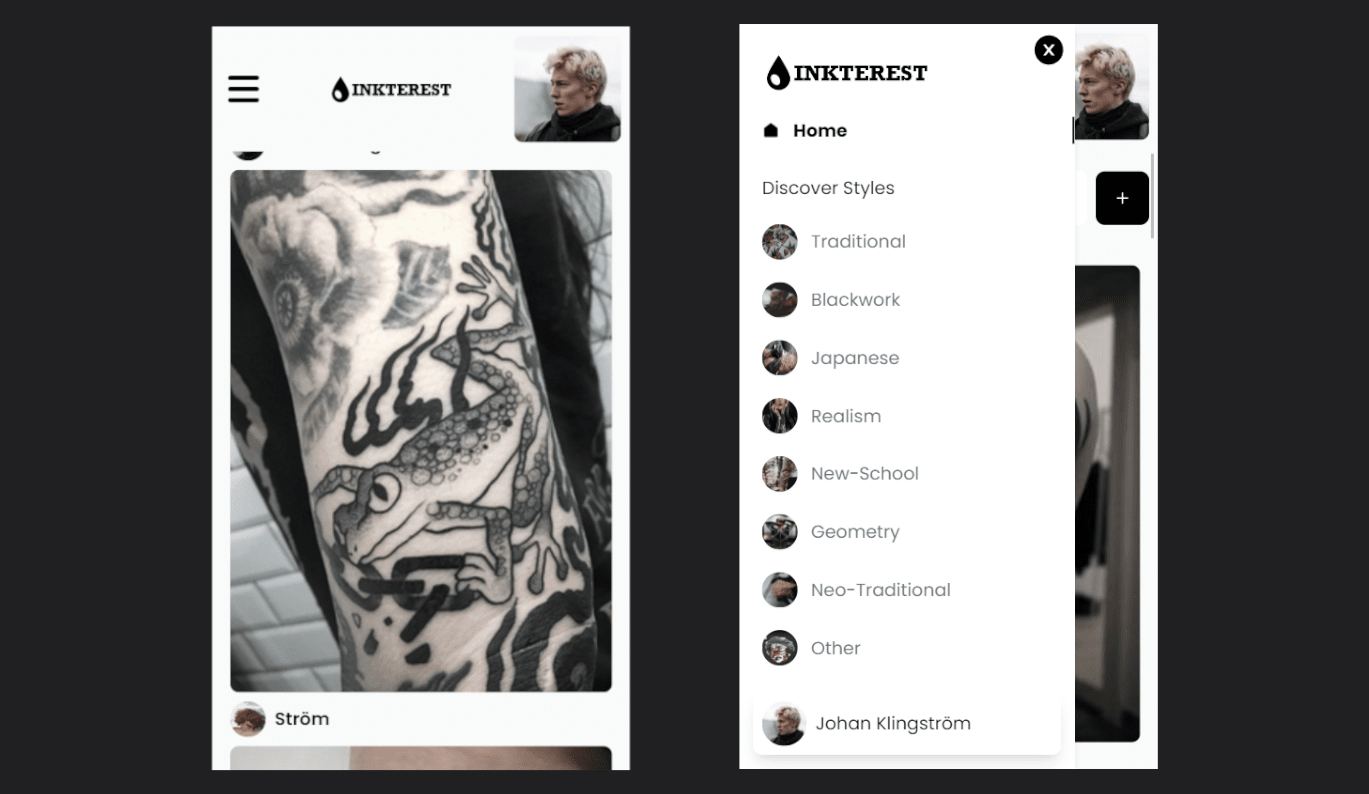 INKTEREST
Ström
INKTEREST
X
Home
Discover Styles
+
Traditional
Blackwork
Japanese
Realism
New-School
Geometry
Neo-Traditional
Other
Johan Klingström